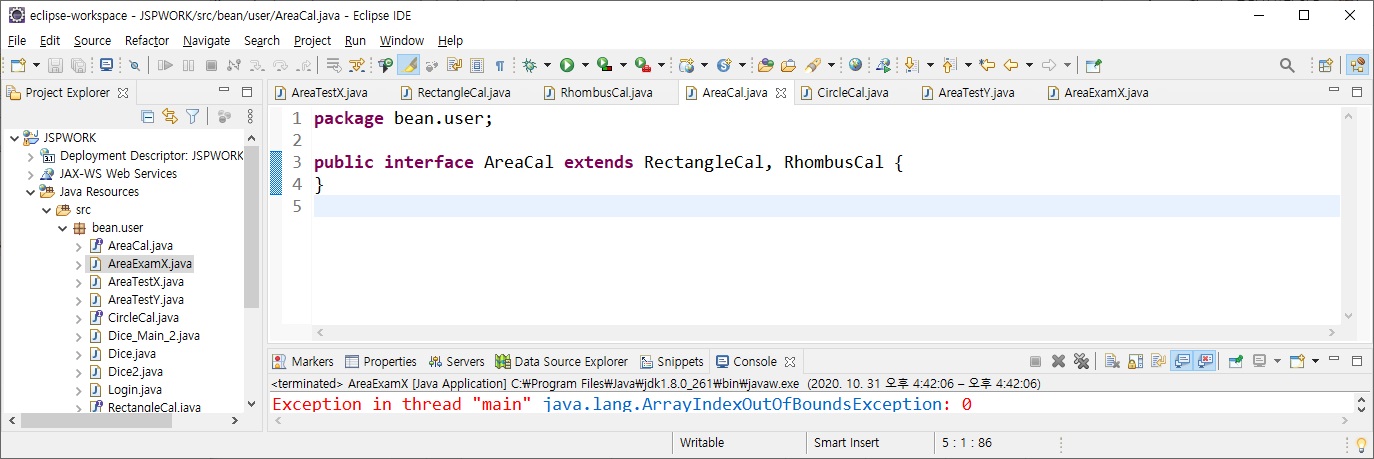 eclipse-workspace - JSPWORK/src/bean/user/AreaCal.java - Eclipse IDE
File Edit Source Refactor Navigate Search Project Run Window Help
Project Explorer
JSPWORK
Deployment Descriptor: JSPWORK
JAX-WS Web Services
Java Resources
src
bean.user
AreaCal.java
AreaExamX.java
AreaTestX.java
AreaTestY.java
CircleCal.java
Dice_Main_2.java
Dice.java
Dice2.java
Login.java
RectangleCal.java
AreaTestX.java RectangleCal.java RhombusCal.java AreaCal.java CircleCal.java AreaTestY.java AreaExamX.java
1 package bean.user;
2
3 public interface AreaCal extends RectangleCal, RhombusCal {
4 }
5
Markers Properties Servers Data Source Explorer Snippets Console
<terminated> AreaExamX [Java Application] C:₩Program Files₩Java₩jdk1.8.0_261₩bin₩javaw.exe (2020. 10. 31 오후 4:42:06 – 오후 4:42:06)
Exception in thread "main" java.lang.ArrayIndexOutOfBoundsException: 0
Writable Smart Insert 5 : 1 : 86